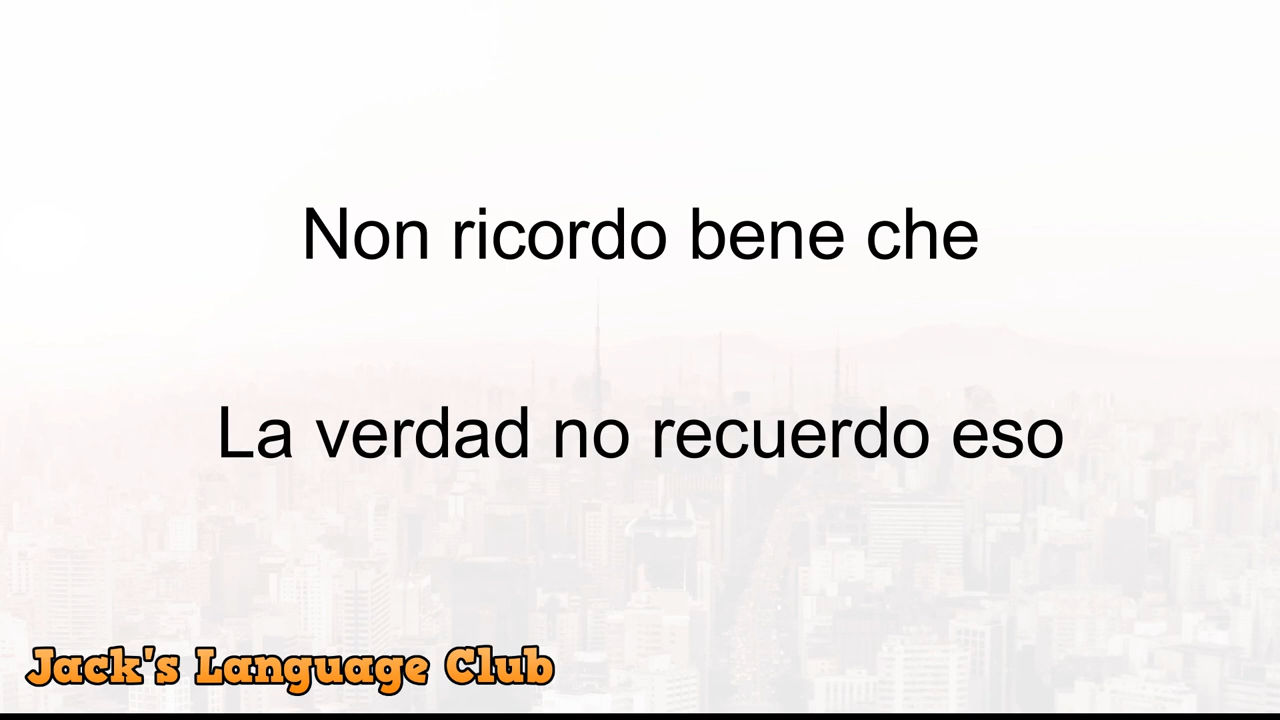 Non ricordo bene che
La verdad no recuerdo eso
Jack's Language Club